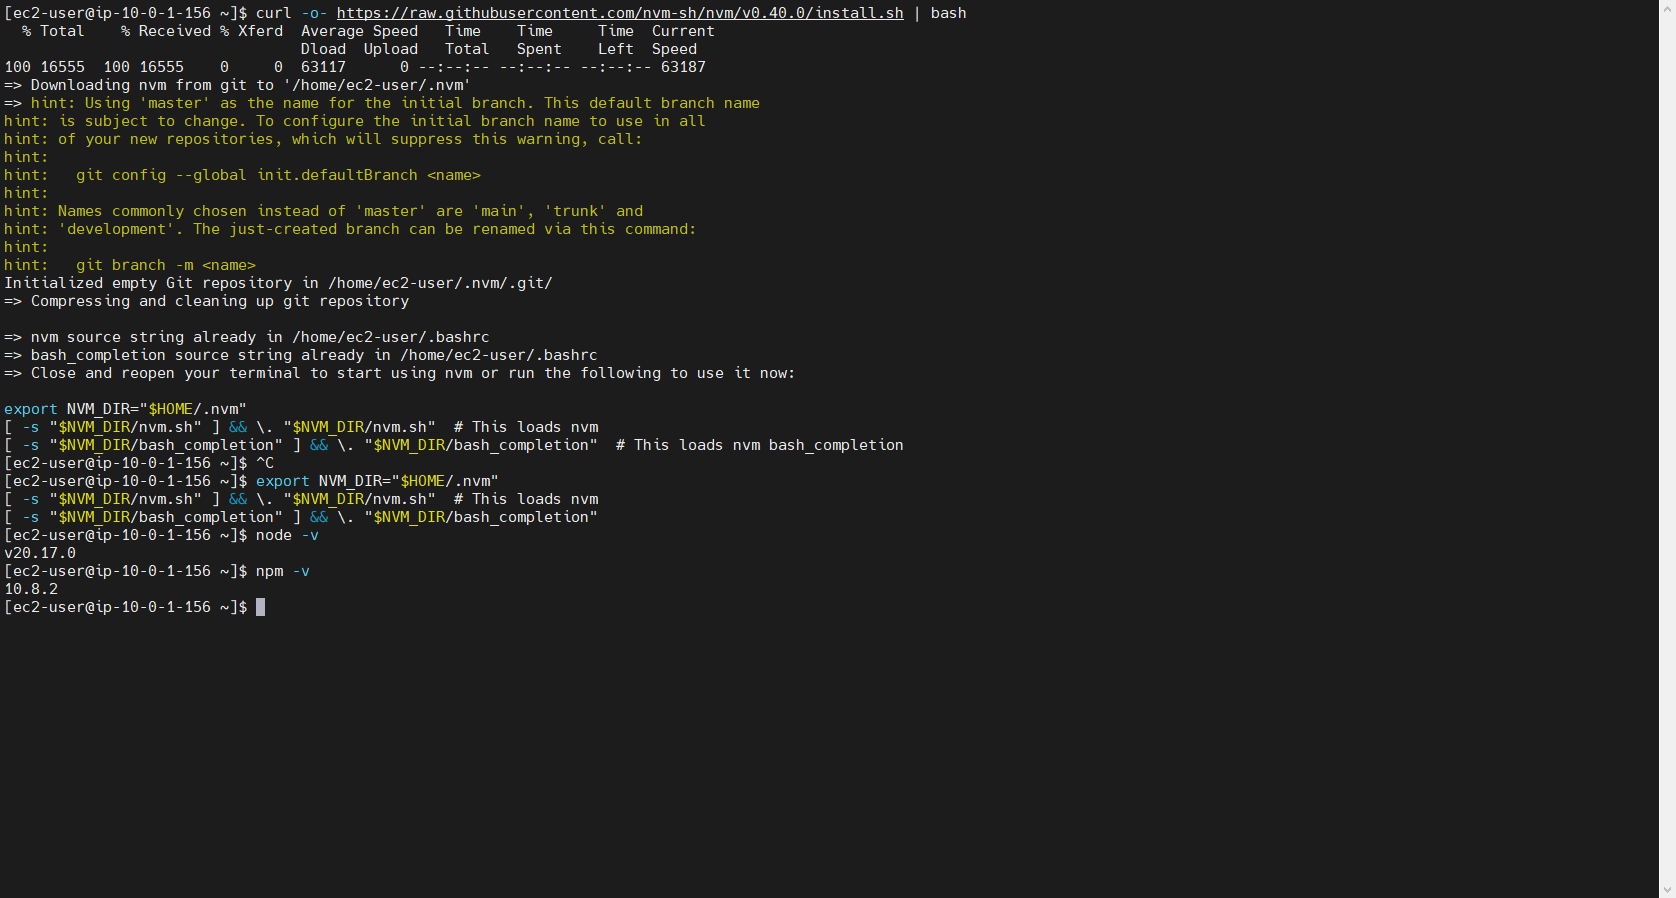 [ec2-user@ip-10-0-1-156 ~]$ curl -o- https://raw.githubusercontent.com/nvm-sh/nvm/v0.40.0/install.sh | bash
  % Total    % Received % Xferd  Average Speed   Time    Time     Time  Current
                                 Dload  Upload   Total   Spent    Left  Speed
100 16555  100 16555    0     0  63117      0 --:--:-- --:--:-- --:--:-- 63187
=> Downloading nvm from git to '/home/ec2-user/.nvm'
=> hint: Using 'master' as the name for the initial branch. This default branch name
hint: is subject to change. To configure the initial branch name to use in all
hint: of your new repositories, which will suppress this warning, call:
hint:
hint:   git config --global init.defaultBranch <name>
hint:
hint: Names commonly chosen instead of 'master' are 'main', 'trunk' and
hint: 'development'. The just-created branch can be renamed via this command:
hint:
hint:   git branch -m <name>
Initialized empty Git repository in /home/ec2-user/.nvm/.git/
=> Compressing and cleaning up git repository

=> nvm source string already in /home/ec2-user/.bashrc
=> bash_completion source string already in /home/ec2-user/.bashrc
=> Close and reopen your terminal to start using nvm or run the following to use it now:

export NVM_DIR="$HOME/.nvm"
[ -s "$NVM_DIR/nvm.sh" ] && \. "$NVM_DIR/nvm.sh"  # This loads nvm
[ -s "$NVM_DIR/bash_completion" ] && \. "$NVM_DIR/bash_completion"  # This loads nvm bash_completion
[ec2-user@ip-10-0-1-156 ~]$ ^C
[ec2-user@ip-10-0-1-156 ~]$ export NVM_DIR="$HOME/.nvm"
[ -s "$NVM_DIR/nvm.sh" ] && \. "$NVM_DIR/nvm.sh"  # This loads nvm
[ -s "$NVM_DIR/bash_completion" ] && \. "$NVM_DIR/bash_completion"
[ec2-user@ip-10-0-1-156 ~]$ node -v
v20.17.0
[ec2-user@ip-10-0-1-156 ~]$ npm -v
10.8.2
[ec2-user@ip-10-0-1-156 ~]$